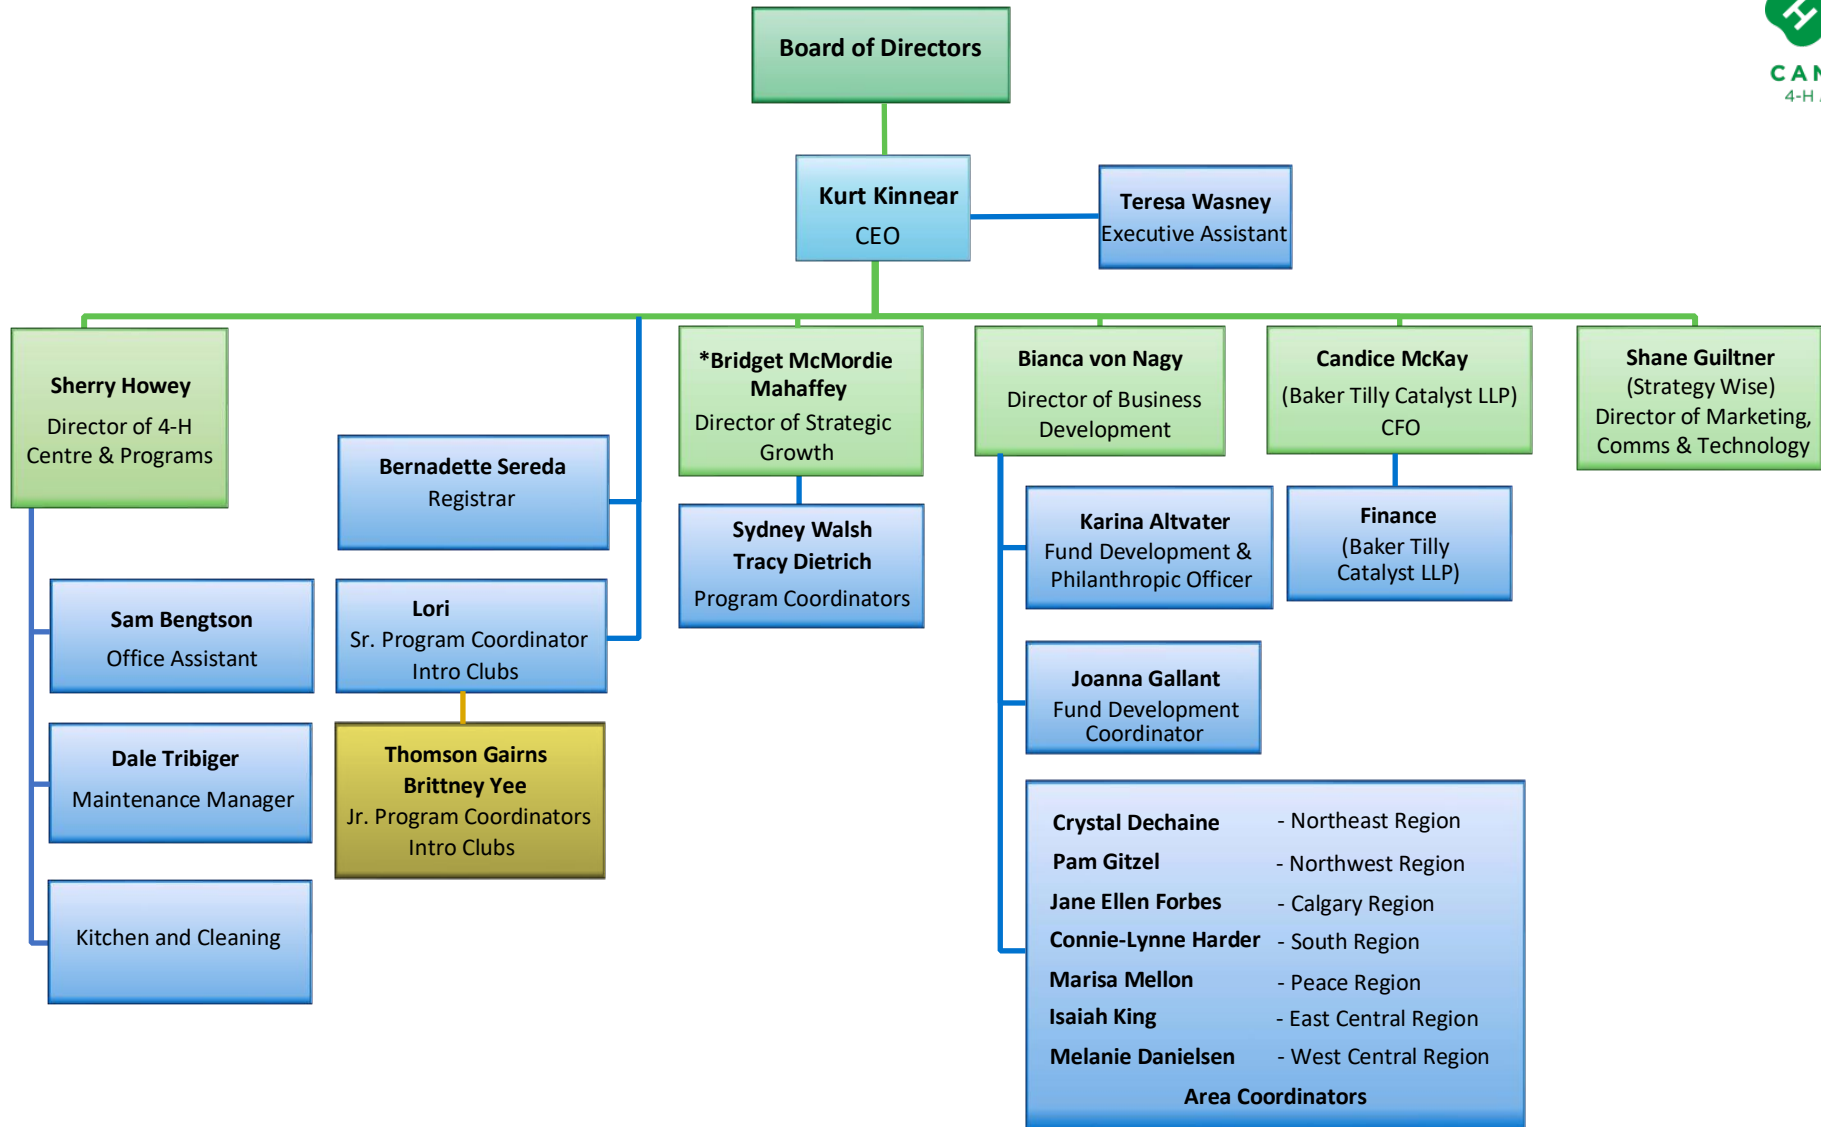 Board of Directors
Kurt Kinnear
CEO
Teresa Wasney
Executive Assistant
Sherry Howey
Director of 4-H
Centre & Programs
Sam Bengtson
Office Assistant
Dale Tribiger
Maintenance Manager
Kitchen and Cleaning
Bernadette Sereda
Registrar
Lori
Sr. Program Coordinator
Intro Clubs
Thomson Gairns
Brittney Yee
Jr. Program Coordinators
Intro Clubs
*Bridget McMordie
Mahaffey
Director of Strategic
Growth
Sydney Walsh
Tracy Dietrich
Program Coordinators
Bianca von Nagy
Director of Business
Development
Karina Altvater
Fund Development &
Philanthropic Officer
Joanna Gallant
Fund Development
Coordinator
Crystal Dechaine - Northeast Region
Pam Gitzel - Northwest Region
Jane Ellen Forbes - Calgary Region
Connie-Lynne Harder - South Region
Marisa Mellon - Peace Region
Isaiah King - East Central Region
Melanie Danielsen - West Central Region
Area Coordinators
Candice McKay
(Baker Tilly Catalyst LLP)
CFO
Finance
(Baker Tilly
Catalyst LLP)
Shane Guiltner
(Strategy Wise)
Director of Marketing,
Comms & Technology
H
4-H